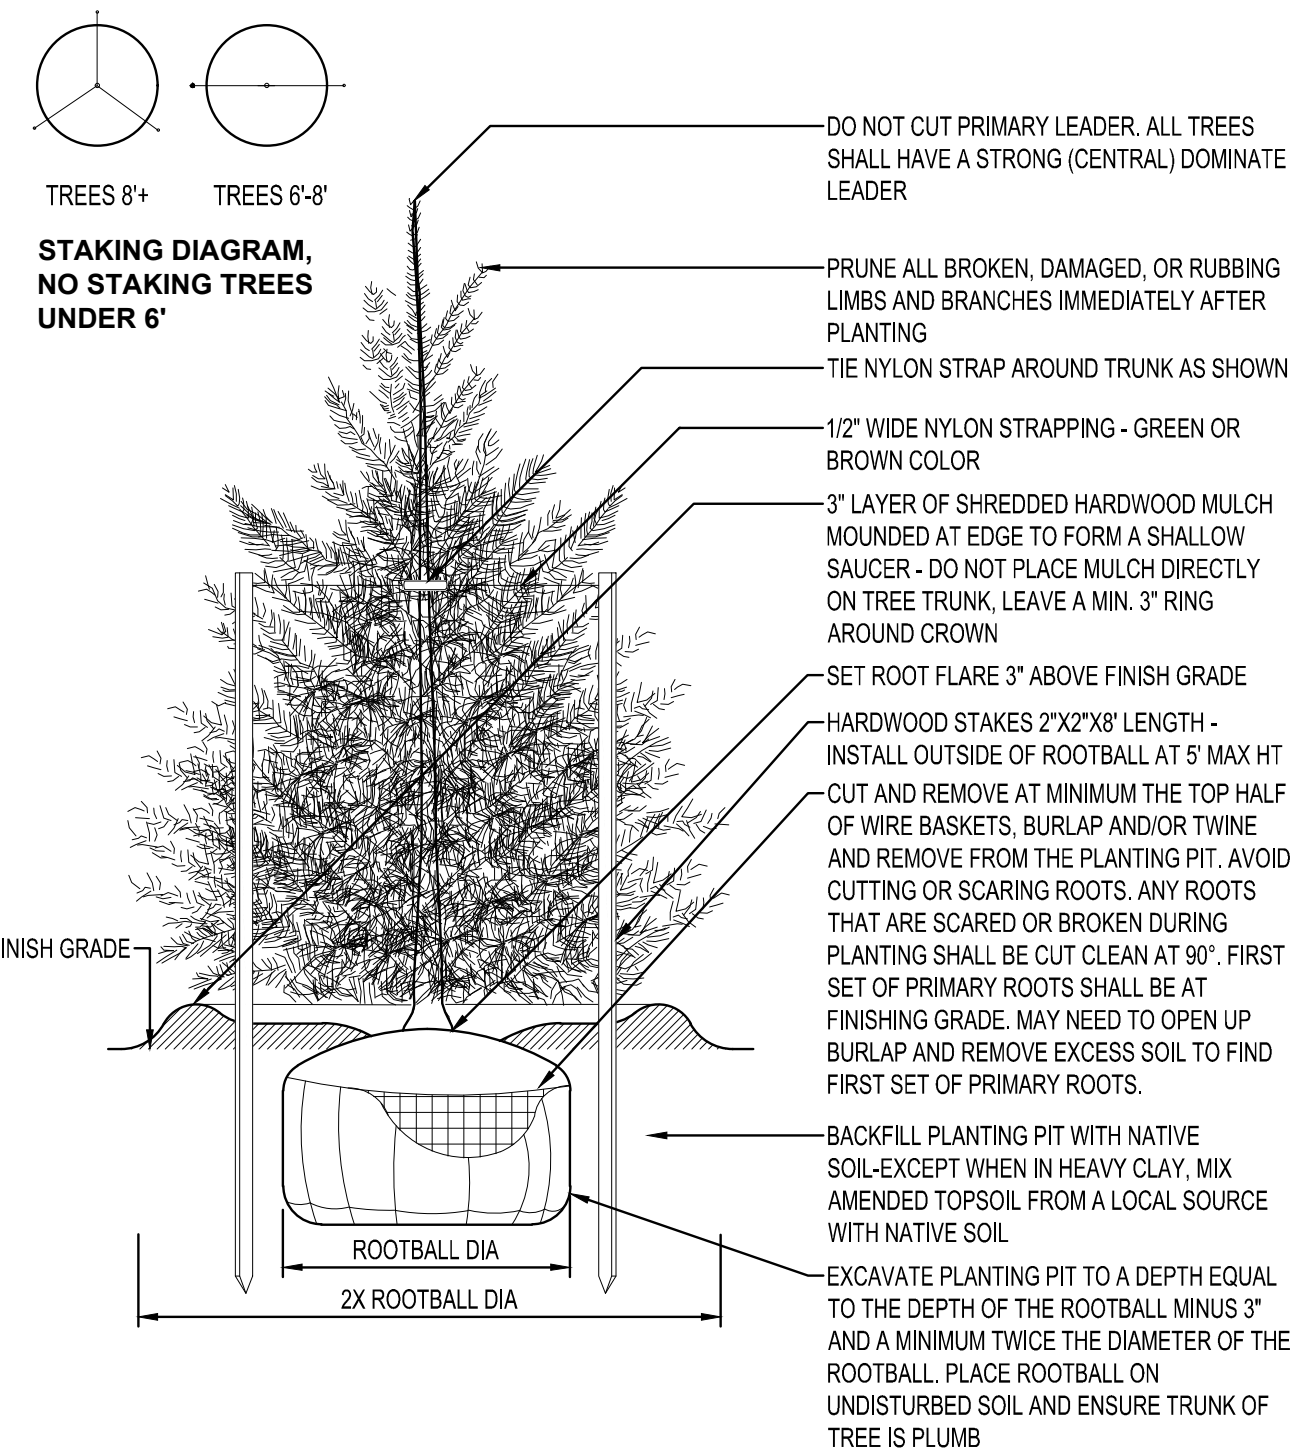 TREES 8'+
TREES 6'-8'
STAKING DIAGRAM,
NO STAKING TREES
UNDER 6'
DO NOT CUT PRIMARY LEADER. ALL TREES
SHALL HAVE A STRONG (CENTRAL) DOMINATE
LEADER
PRUNE ALL BROKEN, DAMAGED, OR RUBBING
LIMBS AND BRANCHES IMMEDIATELY AFTER
PLANTING
TIE NYLON STRAP AROUND TRUNK AS SHOWN
1/2" WIDE NYLON STRAPPING - GREEN OR
BROWN COLOR
3" LAYER OF SHREDDED HARDWOOD MULCH
MOUNDED AT EDGE TO FORM A SHALLOW
SAUCER - DO NOT PLACE MULCH DIRECTLY
ON TREE TRUNK, LEAVE A MIN. 3" RING
AROUND CROWN
SET ROOT FLARE 3" ABOVE FINISH GRADE
HARDWOOD STAKES 2"X2"X8' LENGTH -
INSTALL OUTSIDE OF ROOTBALL AT 5' MAX HT
CUT AND REMOVE AT MINIMUM THE TOP HALF
OF WIRE BASKETS, BURLAP AND/OR TWINE
AND REMOVE FROM THE PLANTING PIT. AVOID
CUTTING OR SCARING ROOTS. ANY ROOTS
THAT ARE SCARED OR BROKEN DURING
PLANTING SHALL BE CUT CLEAN AT 90°. FIRST
SET OF PRIMARY ROOTS SHALL BE AT
FINISHING GRADE. MAY NEED TO OPEN UP
BURLAP AND REMOVE EXCESS SOIL TO FIND
FIRST SET OF PRIMARY ROOTS.
INISH GRADE
BACKFILL PLANTING PIT WITH NATIVE
SOIL-EXCEPT WHEN IN HEAVY CLAY, MIX
AMENDED TOPSOIL FROM A LOCAL SOURCE
WITH NATIVE SOIL
EXCAVATE PLANTING PIT TO A DEPTH EQUAL
TO THE DEPTH OF THE ROOTBALL MINUS 3"
AND A MINIMUM TWICE THE DIAMETER OF THE
ROOTBALL. PLACE ROOTBALL ON
UNDISTURBED SOIL AND ENSURE TRUNK OF
TREE IS PLUMB
ROOTBALL DIA
2X ROOTBALL DIA